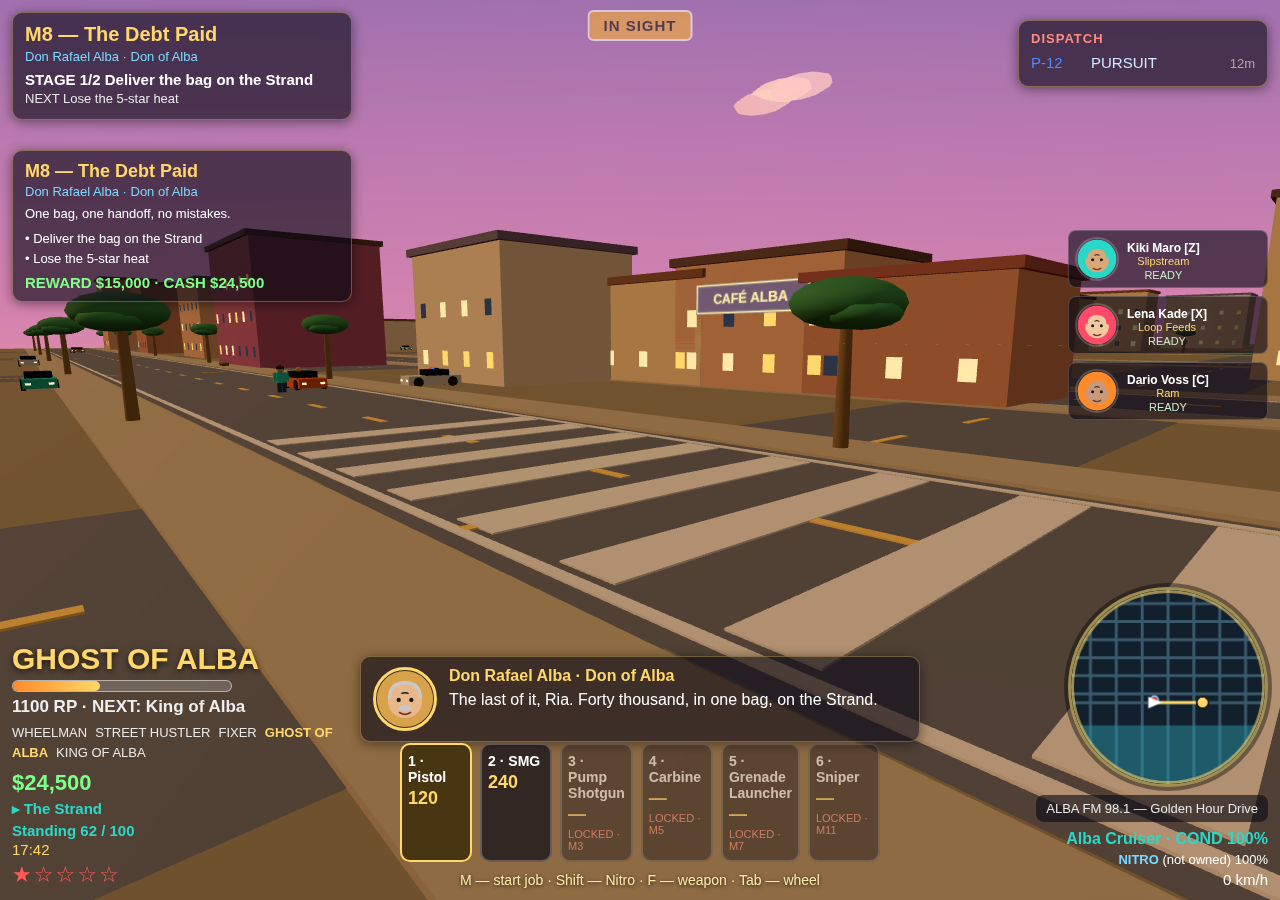 M8 — The Debt Paid
Don Rafael Alba · Don of Alba
STAGE 1/2 Deliver the bag on the Strand
NEXT Lose the 5-star heat
IN SIGHT
DISPATCH
P-12 PURSUIT 12m
M8 — The Debt Paid
Don Rafael Alba · Don of Alba
One bag, one handoff, no mistakes.
• Deliver the bag on the Strand
• Lose the 5-star heat
REWARD $15,000 · CASH $24,500
CAFÉ ALBA
Kiki Maro [Z]
Slipstream
READY
Lena Kade [X]
Loop Feeds
READY
Dario Voss [C]
Ram
READY
GHOST OF ALBA
1100 RP · NEXT: King of Alba
WHEELMAN STREET HUSTLER FIXER GHOST OF
ALBA KING OF ALBA
$24,500
▸ The Strand
Standing 62 / 100
17:42
★☆☆☆☆
Don Rafael Alba · Don of Alba
The last of it, Ria. Forty thousand, in one bag, on the Strand.
1 ·
Pistol
120
2 · SMG
240
3 ·
Pump
Shotgun
—
LOCKED ·
M3
4 ·
Carbine
—
LOCKED ·
M5
5 ·
Grenade
Launcher
—
LOCKED ·
M7
6 ·
Sniper
—
LOCKED ·
M11
M — start job · Shift — Nitro · F — weapon · Tab — wheel
ALBA FM 98.1 — Golden Hour Drive
Alba Cruiser · COND 100%
NITRO (not owned) 100%
0 km/h